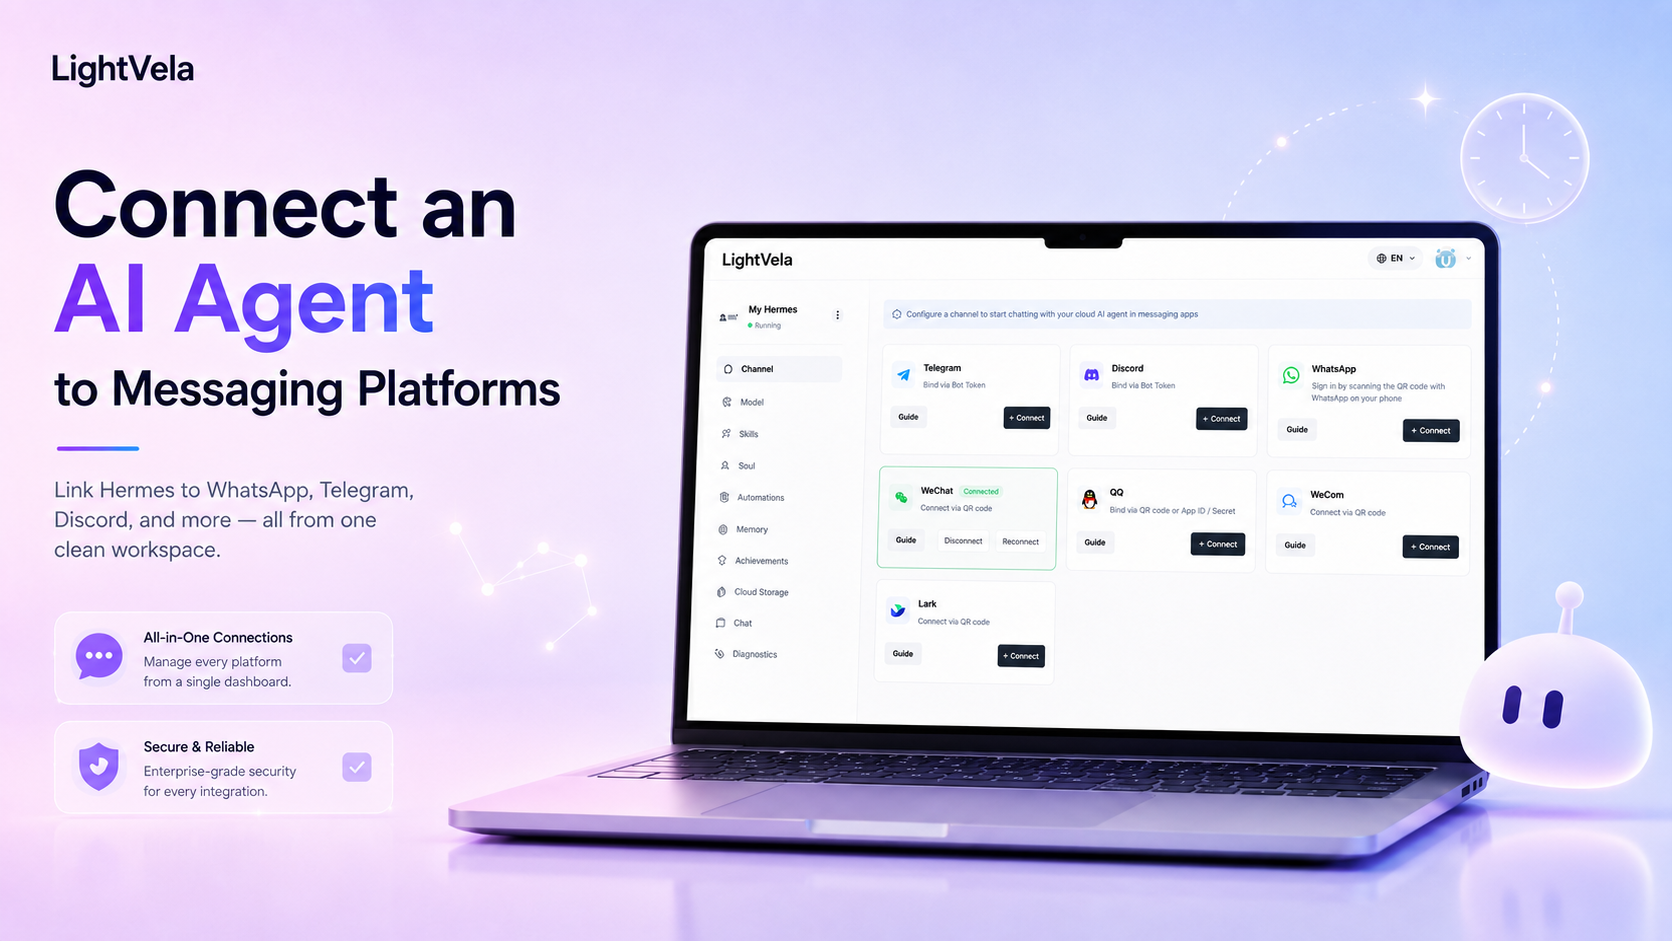 LightVela
Connect an
AI Agent
to Messaging Platforms
Link Hermes to WhatsApp, Telegram,
Discord, and more — all from one
clean workspace.
All-in-One Connections
Manage every platform
from a single dashboard.
Secure & Reliable
Enterprise-grade security
for every integration.
LightVela
EN
My Hermes
Running
Channel
Model
Skills
Soul
Automations
Memory
Achievements
Cloud Storage
Chat
Diagnostics
Configure a channel to start chatting with your cloud AI agent in messaging apps
Telegram
Bind via Bot Token
Guide
+ Connect
Discord
Bind via Bot Token
Guide
+ Connect
WhatsApp
Sign in by scanning the QR code with
WhatsApp on your phone
Guide
+ Connect
WeChat Connected
Connect via QR code
Guide Disconnect Reconnect
QQ
Bind via QR code or App ID / Secret
Guide
+ Connect
WeCom
Connect via QR code
Guide
+ Connect
Lark
Connect via QR code
Guide
+ Connect